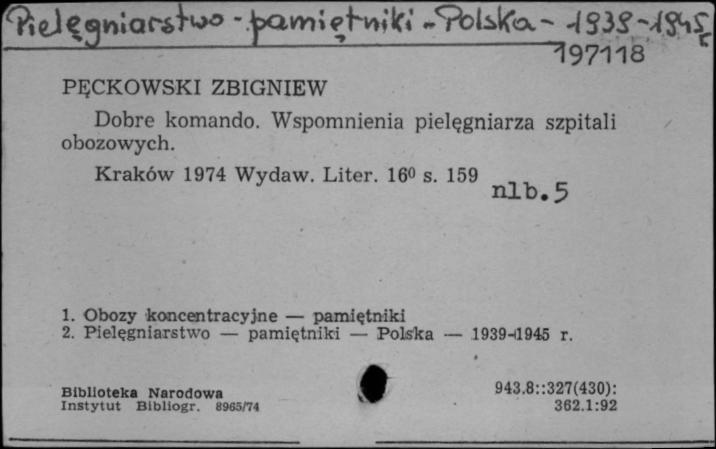 Pielęgniarstwo - pamiętniki - Polska - 1939-1945 r.
197118
PĘCKOWSKI ZBIGNIEW
Dobre komando. Wspomnienia pielęgniarza szpitali
obozowych.
Kraków 1974 Wydaw. Liter. 16⁰ s. 159
nlb.5
1. Obozy koncentracyjne — pamiętniki
2. Pielęgniarstwo — pamiętniki — Polska — 1939-1945 r.
Biblioteka Narodowa
Instytut Bibliogr. 8965/74
943.8::327(430):
362.1:92